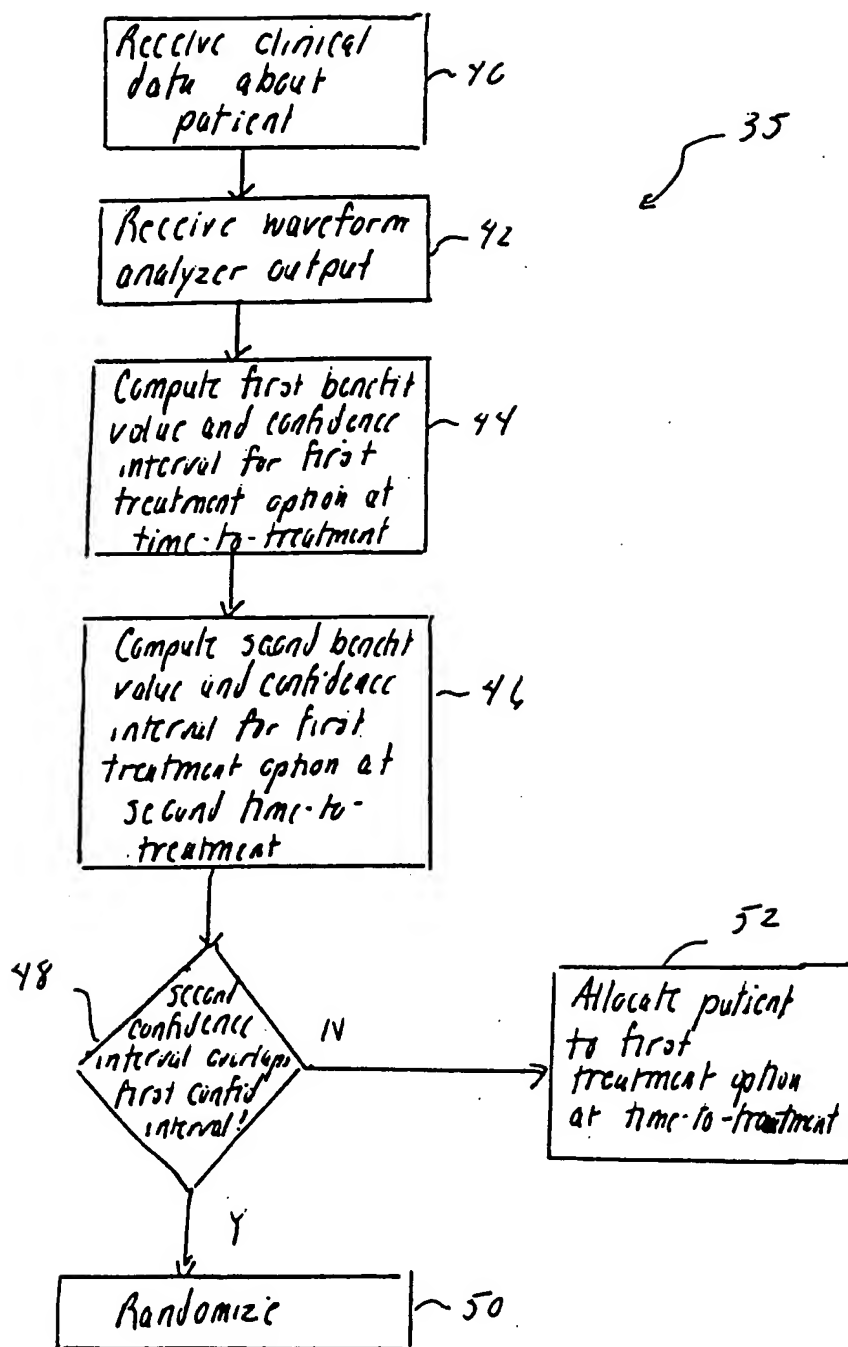 Receive clinical
data about
patient
40
35
Receive waveform
analyzer output
42
Compute first benefit
value and confidence
interval for first
treatment option at
time-to-treatment
44
Compute second benefit
value and confidence
interval for first
treatment option at
second time-to-
treatment
46
48
second
confidence
interval overlaps
first confid
interval?
N
52
Allocate patient
to first
treatment option
at time-to-treatment
Y
Randomize
50